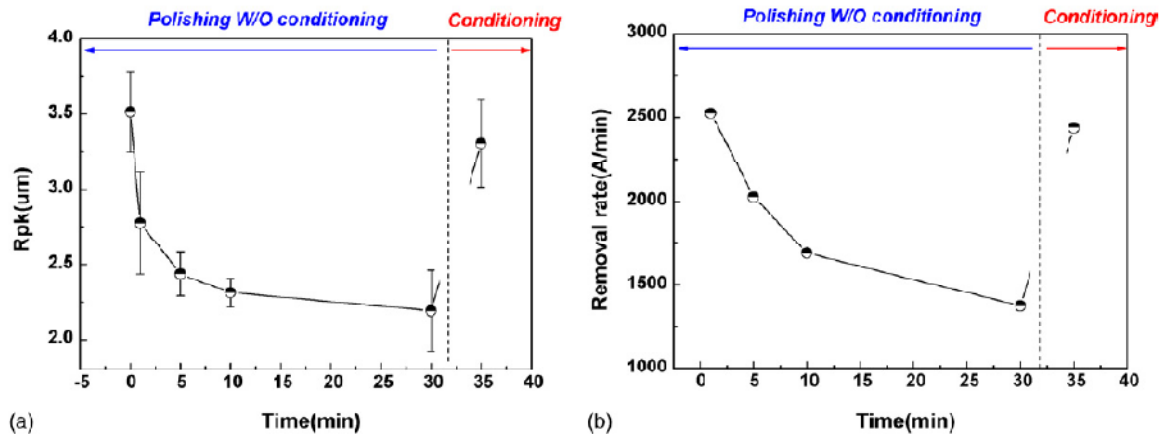 Polishing W/O conditioning Conditioning
4.0
3.5
3.0
2.5
2.0
Rpk(um)
-5 0 5 10 15 20 25 30 35 40
(a) Time(min)
Polishing W/O conditioning Conditioning
3000
2500
2000
1500
1000
Removal rate(A/min)
0 5 10 15 20 25 30 35 40
(b) Time(min)